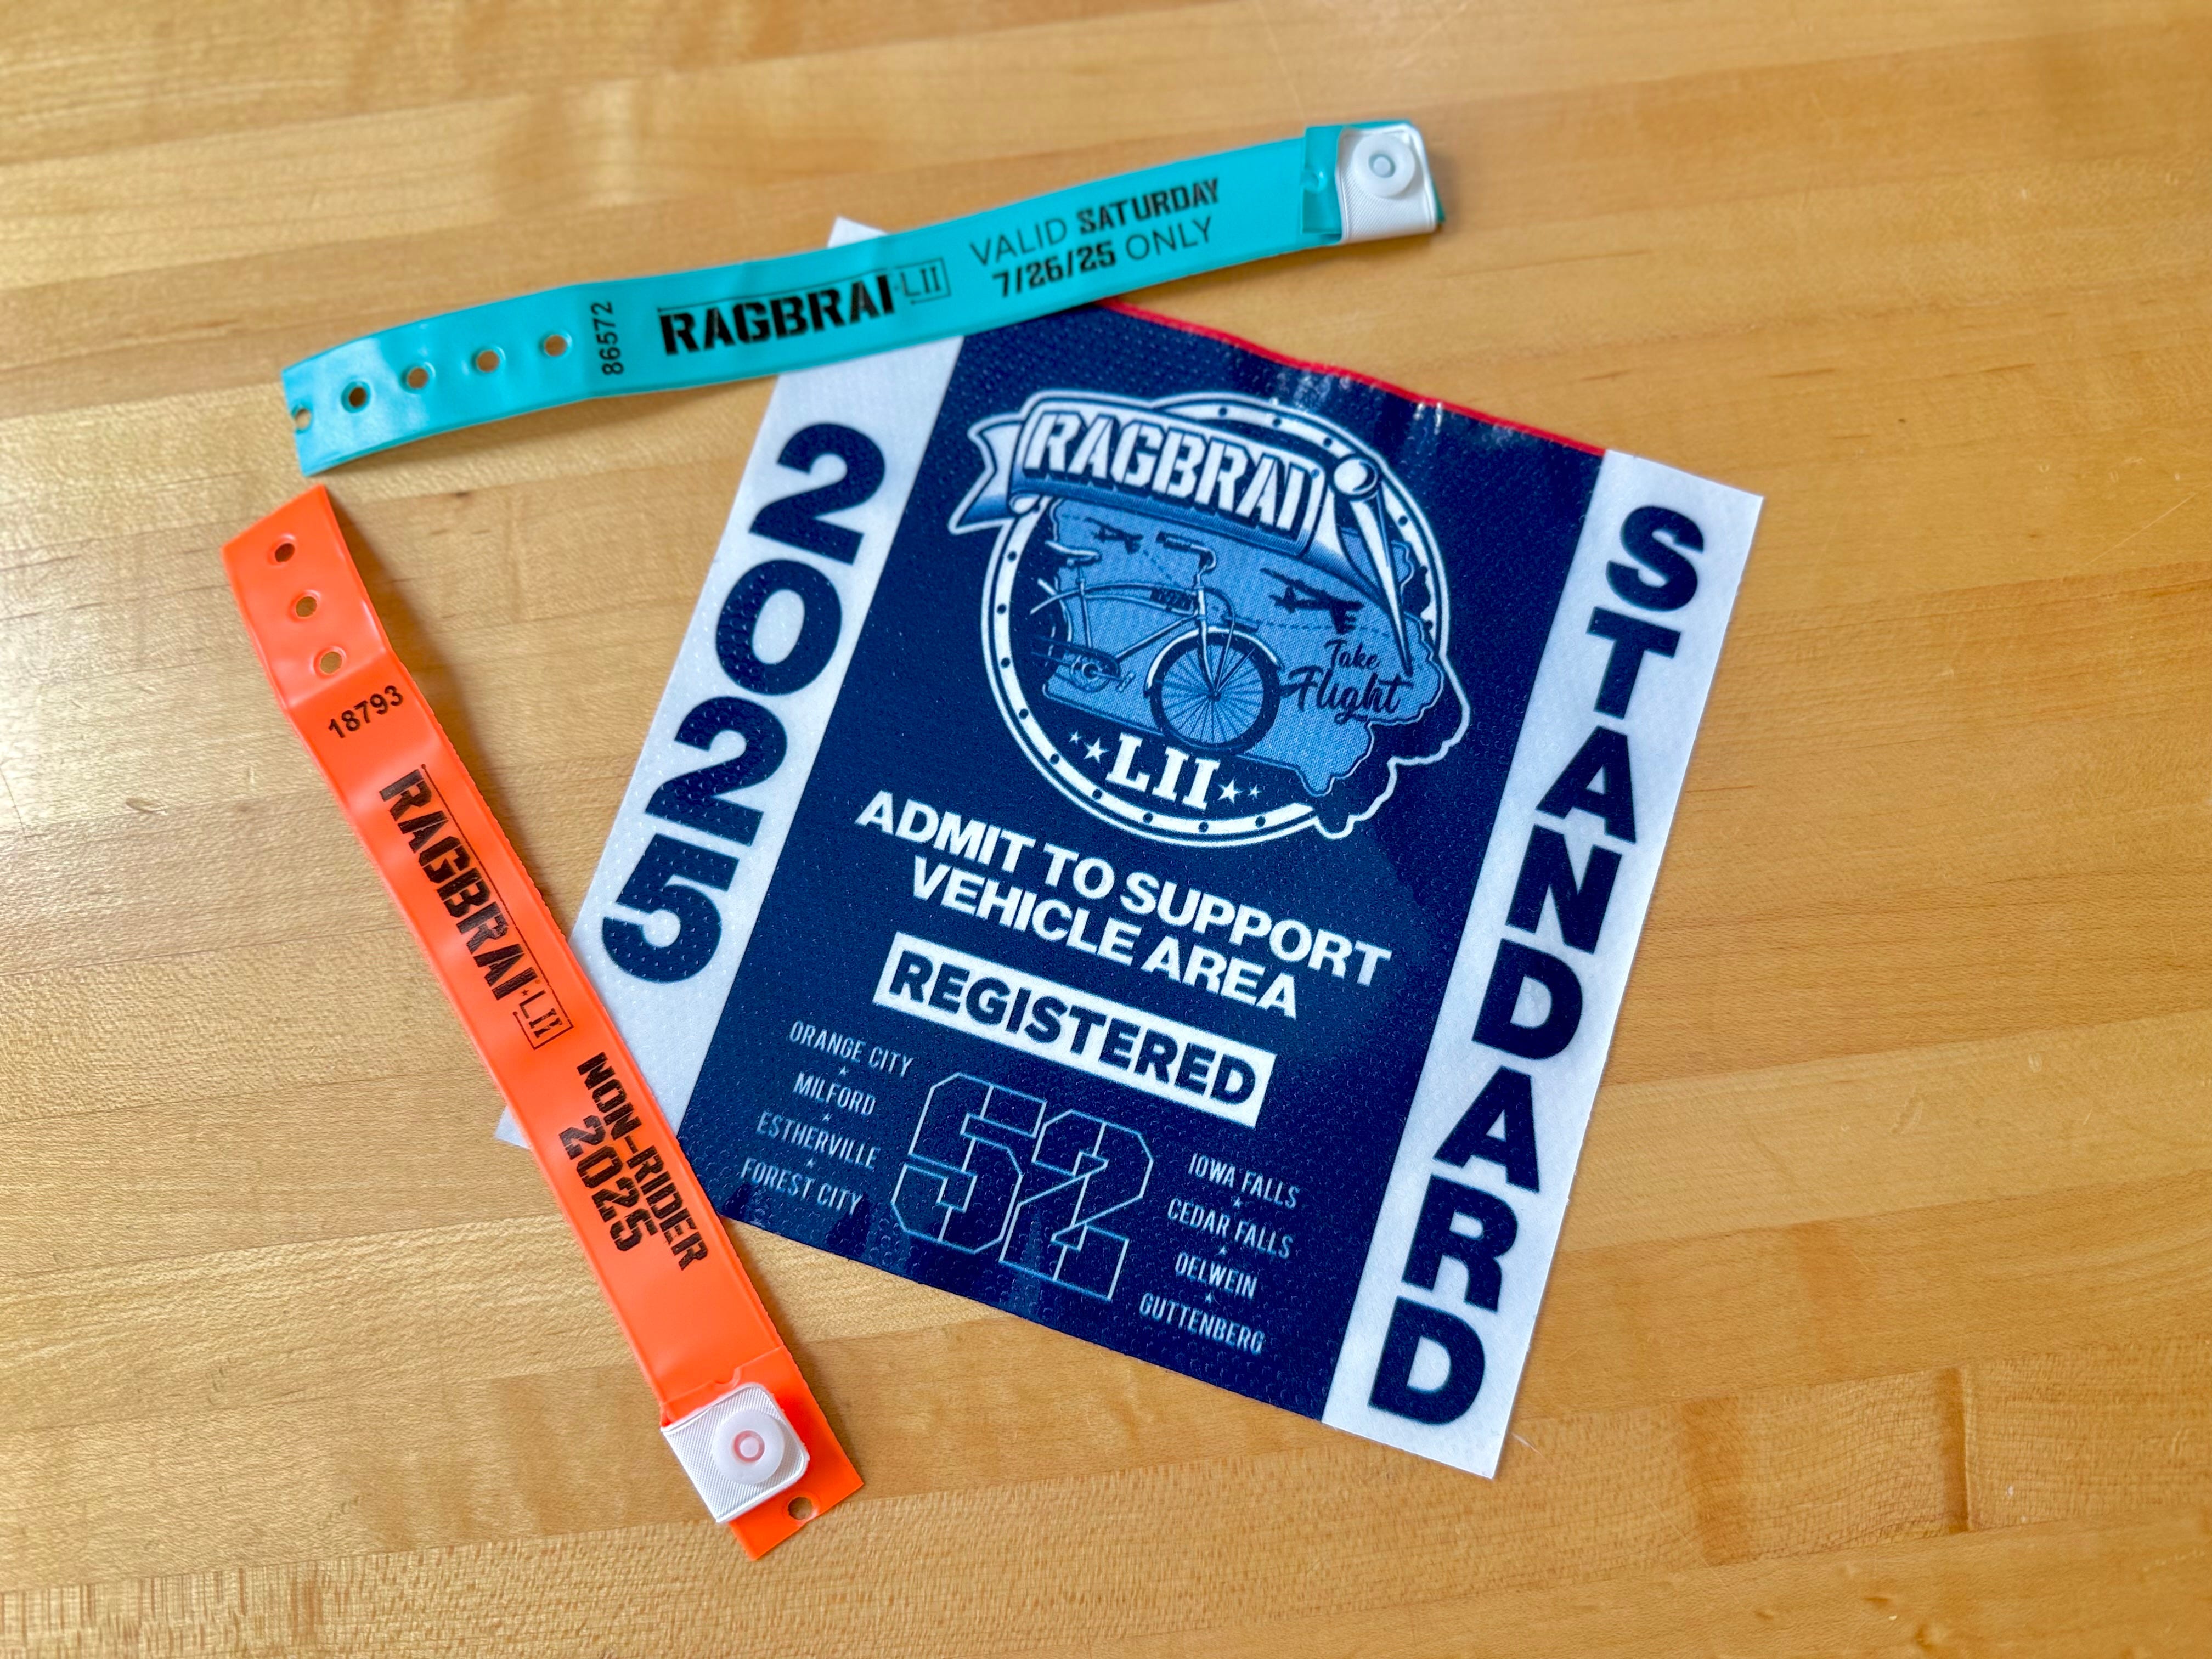 86572
RAGBRAI LII
VALID SATURDAY
7/26/25 ONLY
18793
RAGBRAI LII
NON-RIDER
2025
2025
RAGBRAI
Take
Flight
LII
ADMIT TO SUPPORT
VEHICLE AREA
REGISTERED
ORANGE CITY
MILFORD
ESTHERVILLE
FOREST CITY
52
IOWA FALLS
CEDAR FALLS
OELWEIN
GUTTENBERG
STANDARD